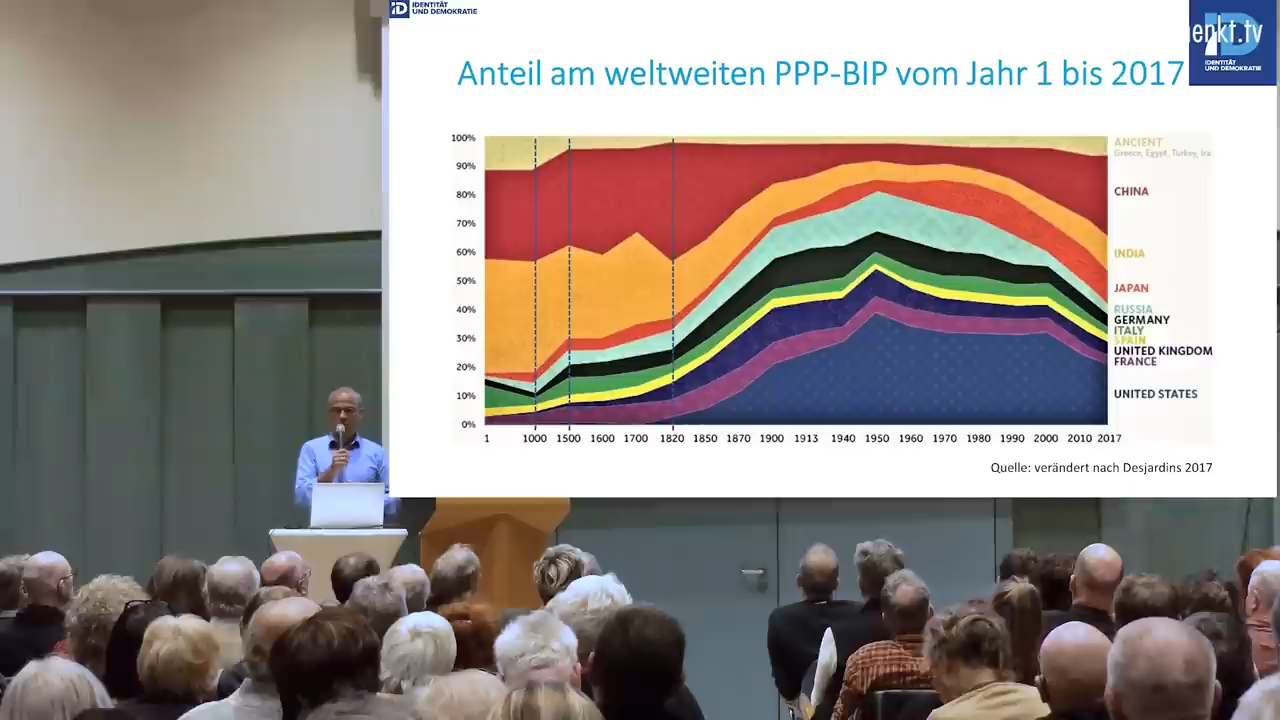 iD IDENTITÄT
UND DEMOKRATIE
enkt.tv
IDENTITÄT
UND DEMOKRATIE
Anteil am weltweiten PPP-BIP vom Jahr 1 bis 2017
100%
90%
80%
70%
60%
50%
40%
30%
20%
10%
0%
ANCIENT
Greece, Egypt, Turkey, Ira
CHINA
INDIA
JAPAN
RUSSIA
GERMANY
ITALY
SPAIN
UNITED KINGDOM
FRANCE
UNITED STATES
1 1000 1500 1600 1700 1820 1850 1870 1900 1913 1940 1950 1960 1970 1980 1990 2000 2010 2017
Quelle: verändert nach Desjardins 2017